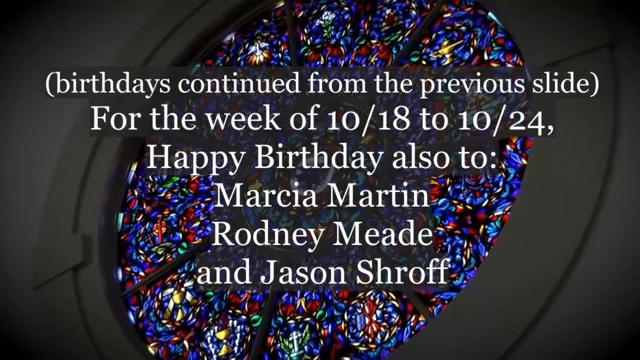 (birthdays continued from the previous slide)
For the week of 10/18 to 10/24,
Happy Birthday also to:
Marcia Martin
Rodney Meade
and Jason Shroff